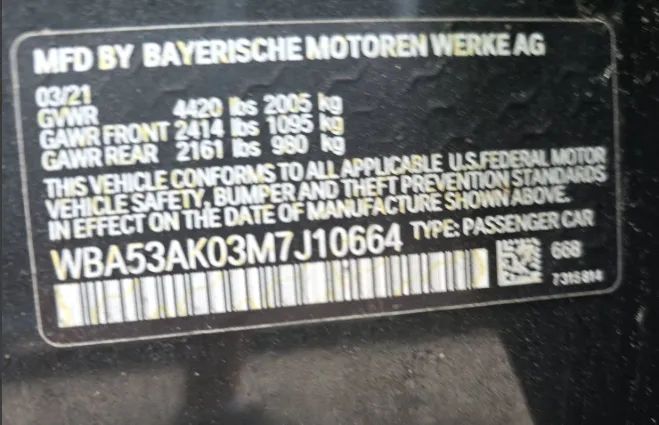 MFD BY BAYERISCHE MOTOREN WERKE AG
03/21
GVWR 4420 lbs 2005 kg
GAWR FRONT 2414 lbs 1095 kg
GAWR REAR 2161 lbs 980 kg
THIS VEHICLE CONFORMS TO ALL APPLICABLE U.S.FEDERAL MOTOR
VEHICLE SAFETY, BUMPER AND THEFT PREVENTION STANDARDS
IN EFFECT ON THE DATE OF MANUFACTURE SHOWN ABOVE.
WBA53AK03M7J10664 TYPE: PASSENGER CAR
668
7315814